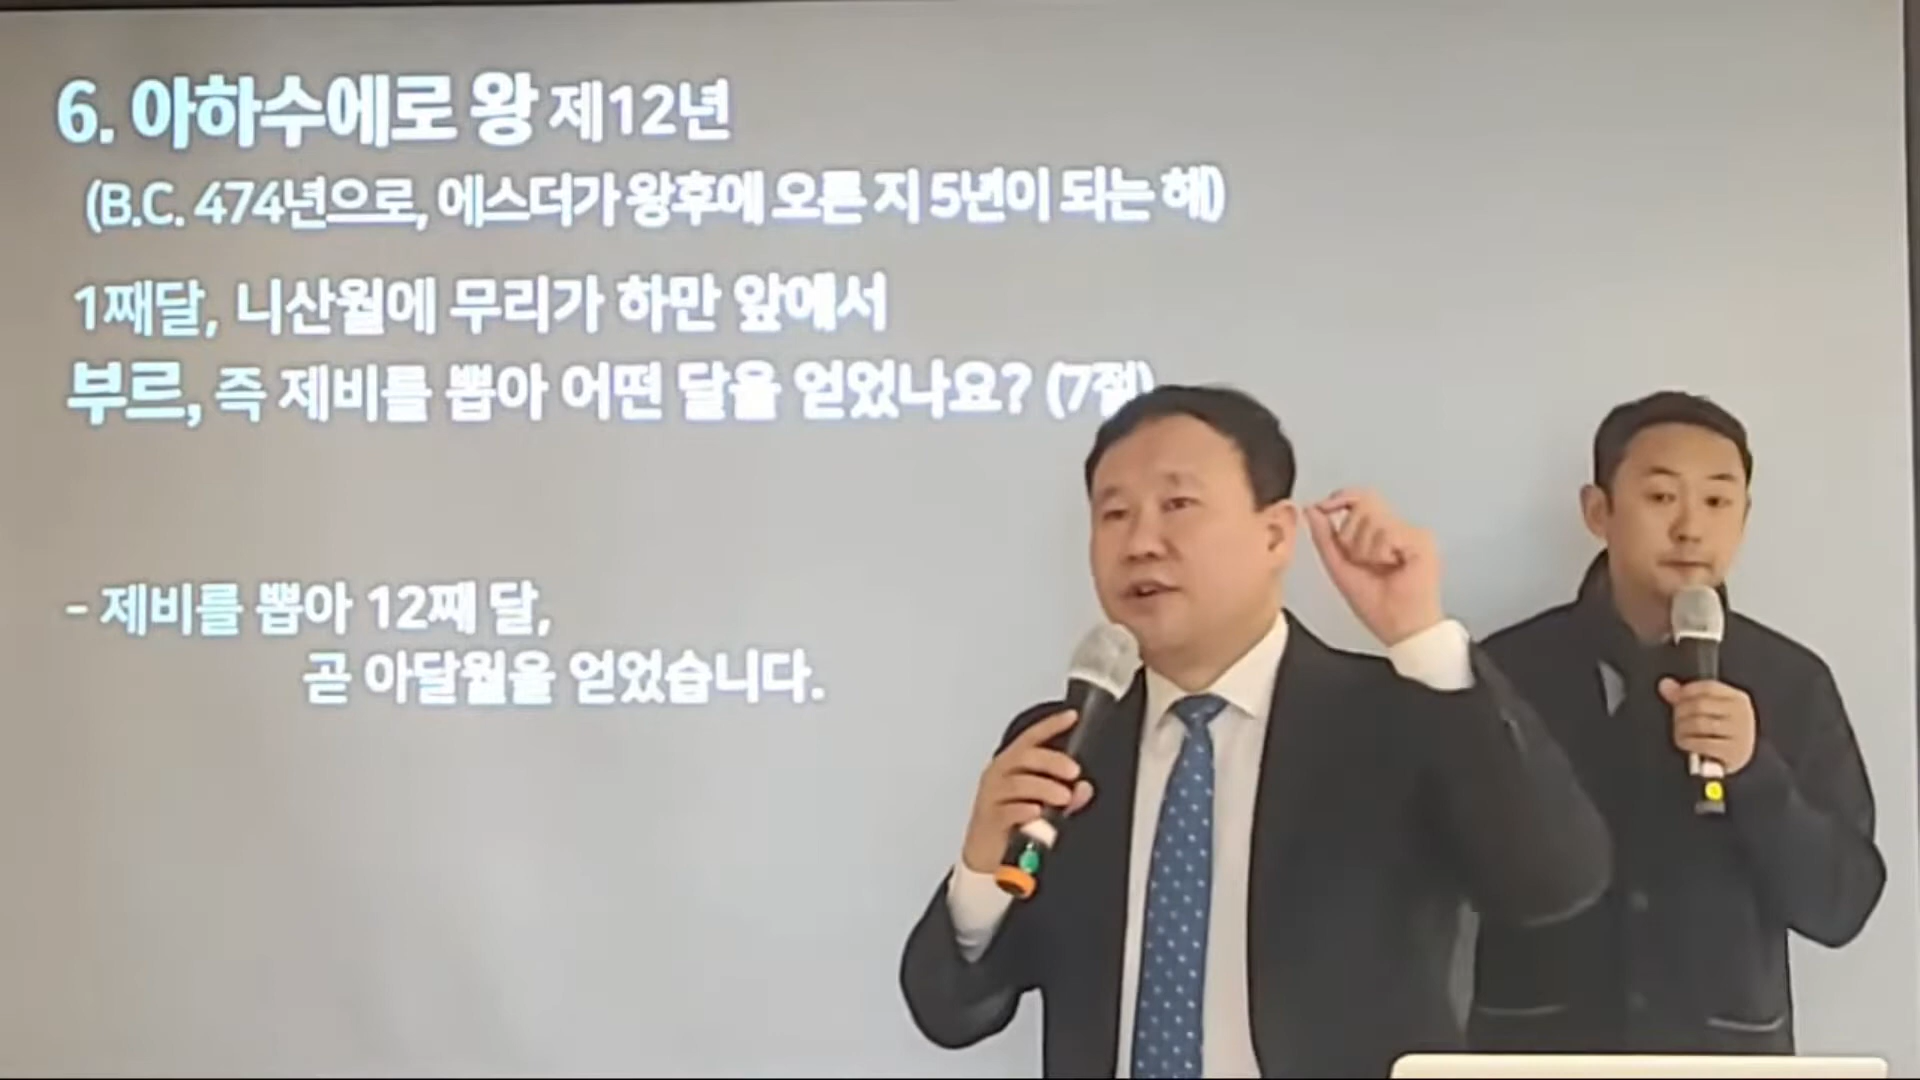 6. 아하수에로 왕 제12년
(B.C. 474년으로, 에스더가 왕후에 오른 지 5년이 되는 해)
1째달, 니산월에 무리가 하만 앞에서
부르, 즉 제비를 뽑아 어떤 달을 얻었나요? (7절)
- 제비를 뽑아 12째 달,
곧 아달월을 얻었습니다.